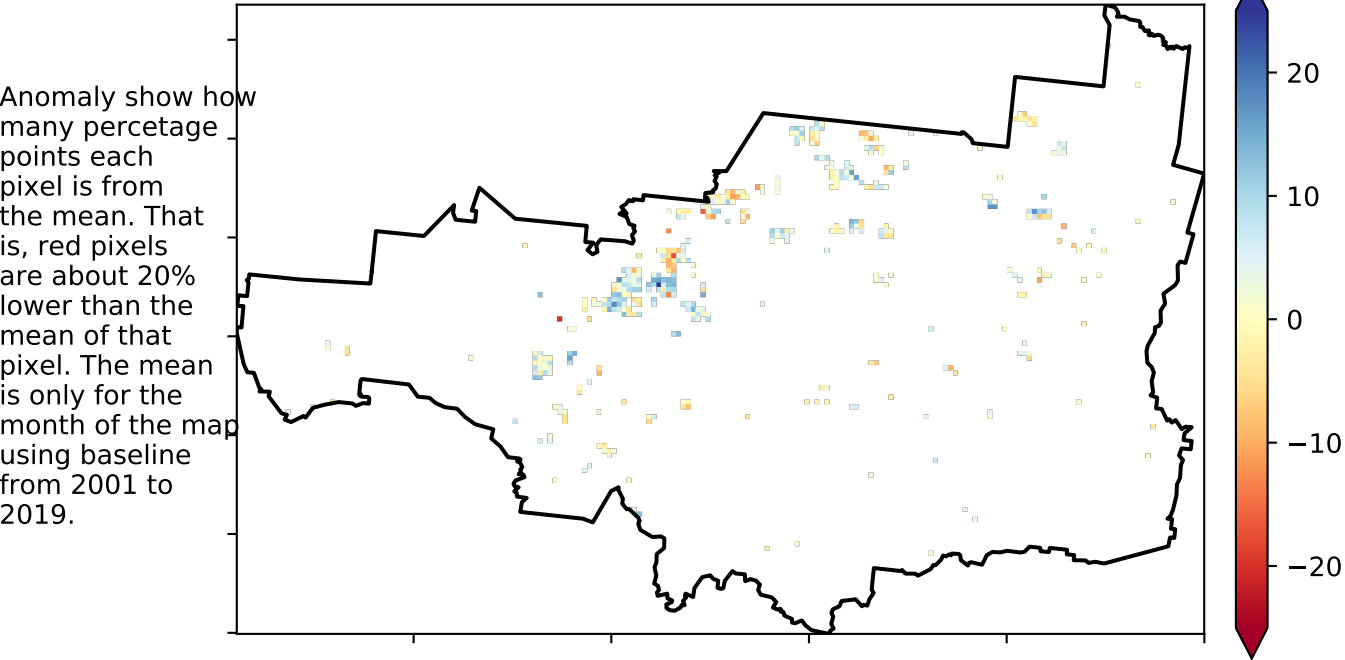 Anomaly show how
many percetage
points each
pixel is from
the mean. That
is, red pixels
are about 20%
lower than the
mean of that
pixel. The mean
is only for the
month of the map
using baseline
from 2001 to
2019.
20
10
0
−10
−20